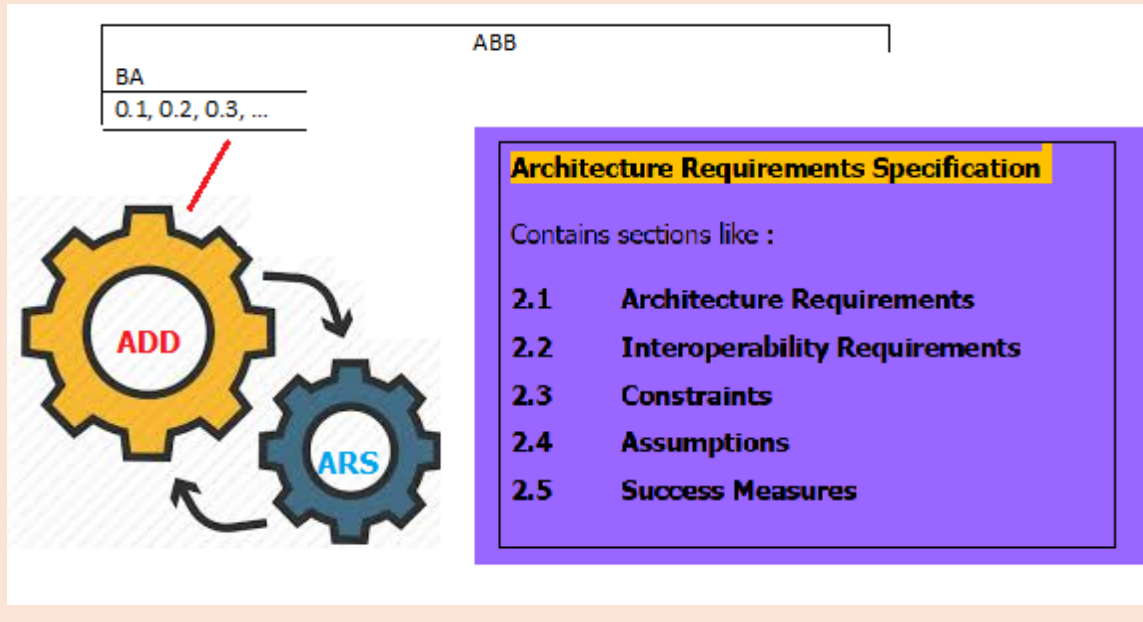 ABB
BA
0.1, 0.2, 0.3, ...
Architecture Requirements Specification
Contains sections like :
2.1 Architecture Requirements
2.2 Interoperability Requirements
2.3 Constraints
2.4 Assumptions
2.5 Success Measures
ADD
ARS